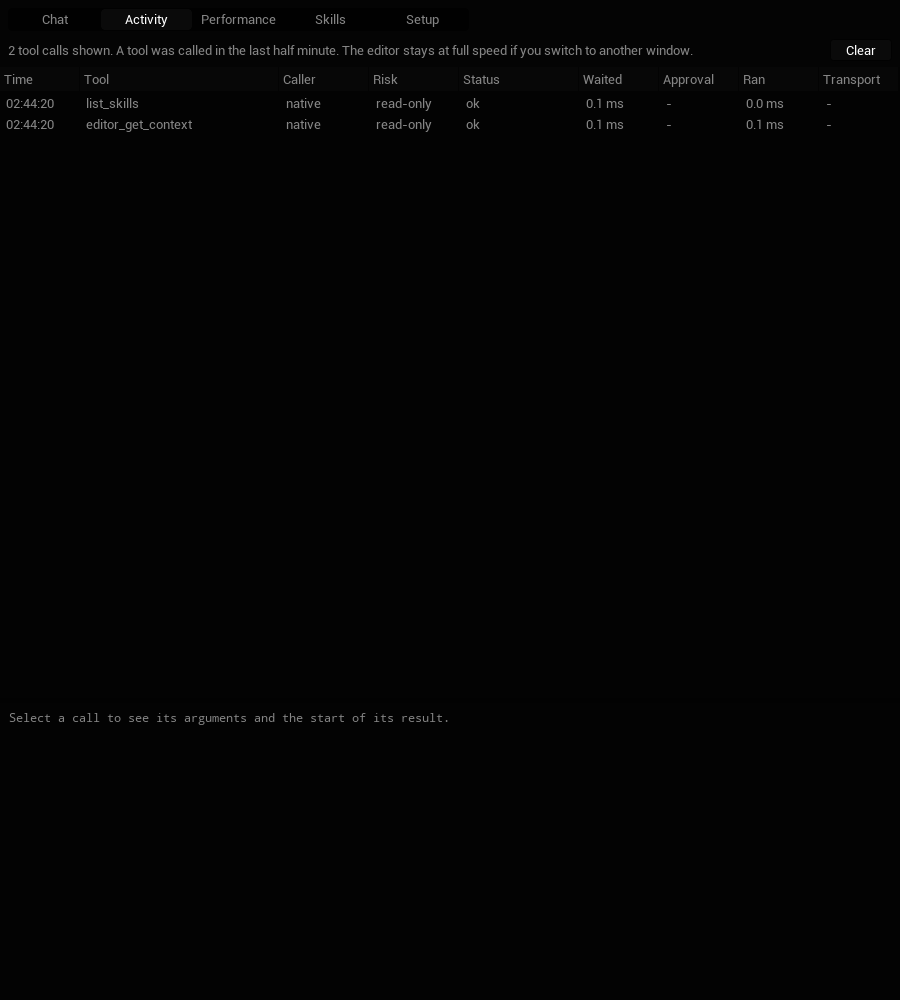 Chat Activity Performance Skills Setup
2 tool calls shown. A tool was called in the last half minute. The editor stays at full speed if you switch to another window. Clear
Time Tool Caller Risk Status Waited Approval Ran Transport
02:44:20 list_skills native read-only ok 0.1 ms - 0.0 ms -
02:44:20 editor_get_context native read-only ok 0.1 ms - 0.1 ms -
Select a call to see its arguments and the start of its result.